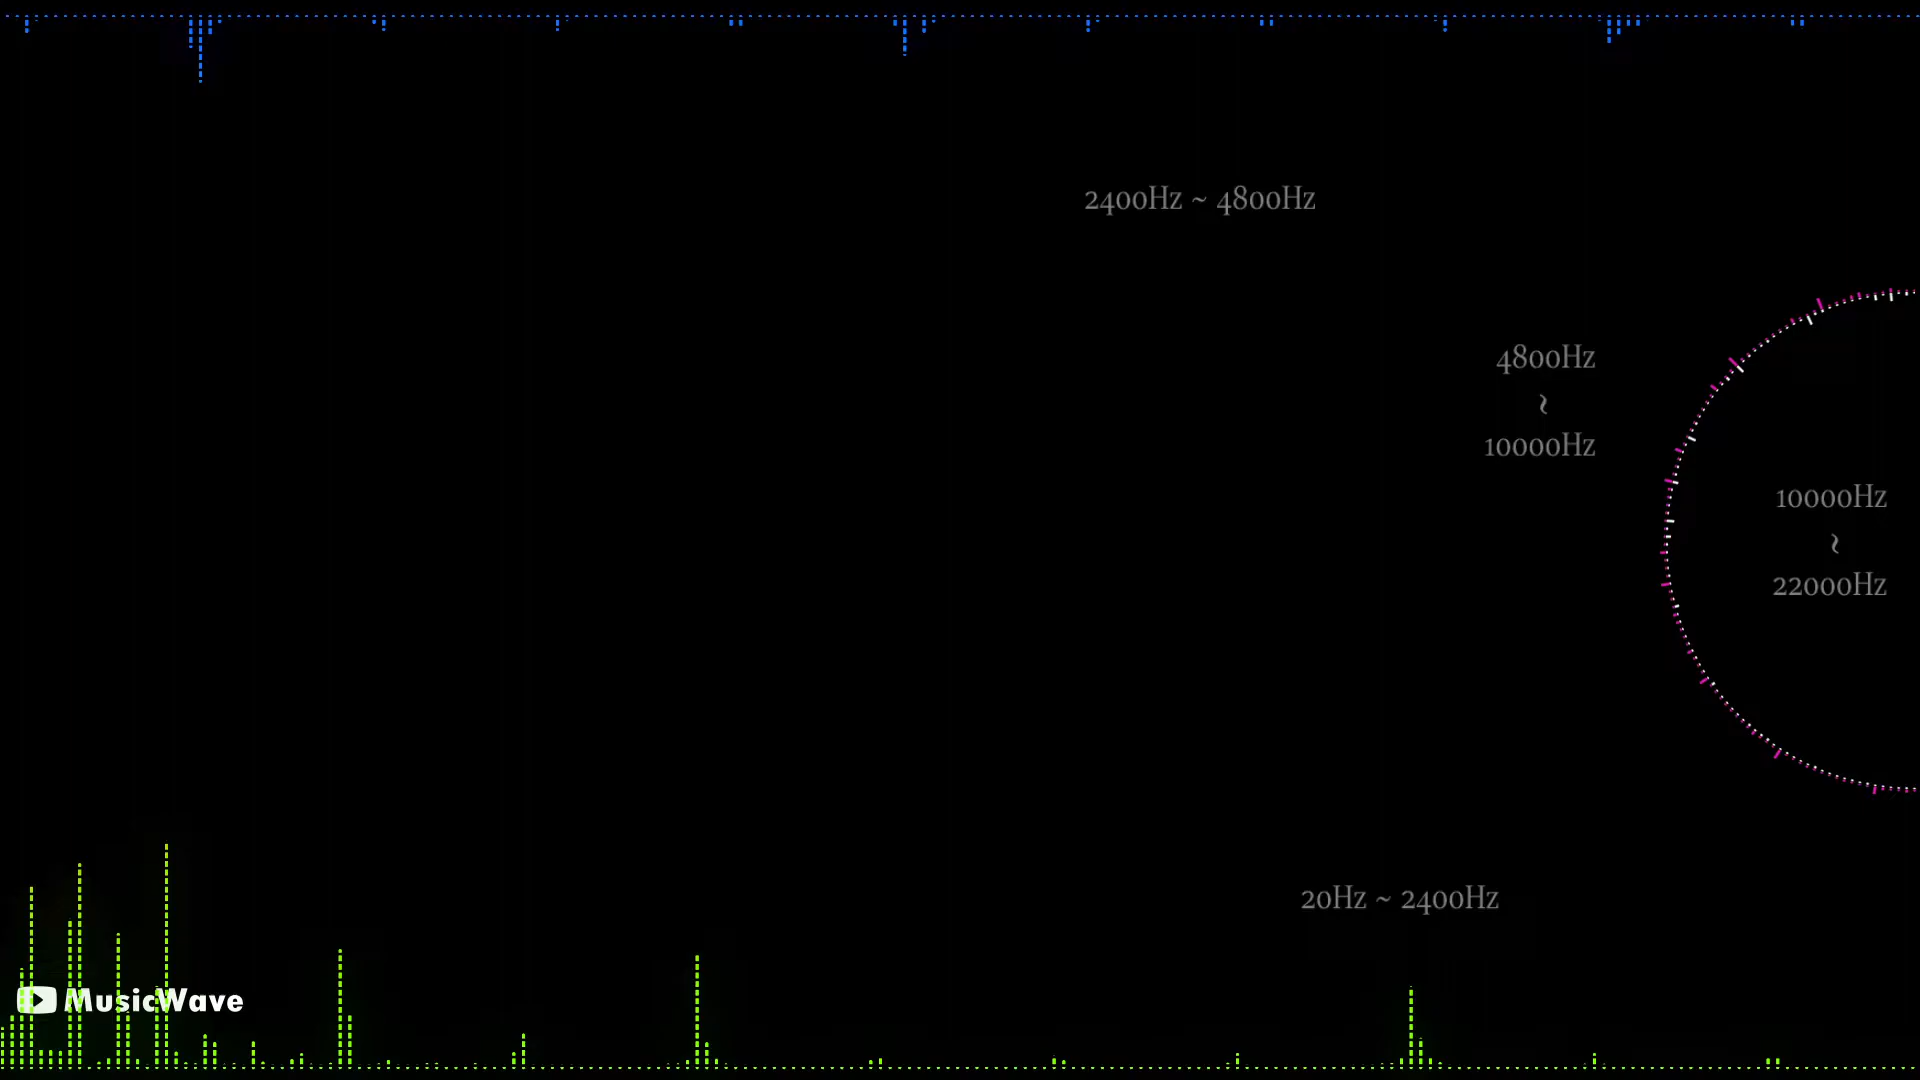 2400Hz ~ 4800Hz
4800Hz
~
10000Hz
10000Hz
~
22000Hz
20Hz ~ 2400Hz
MusicWave